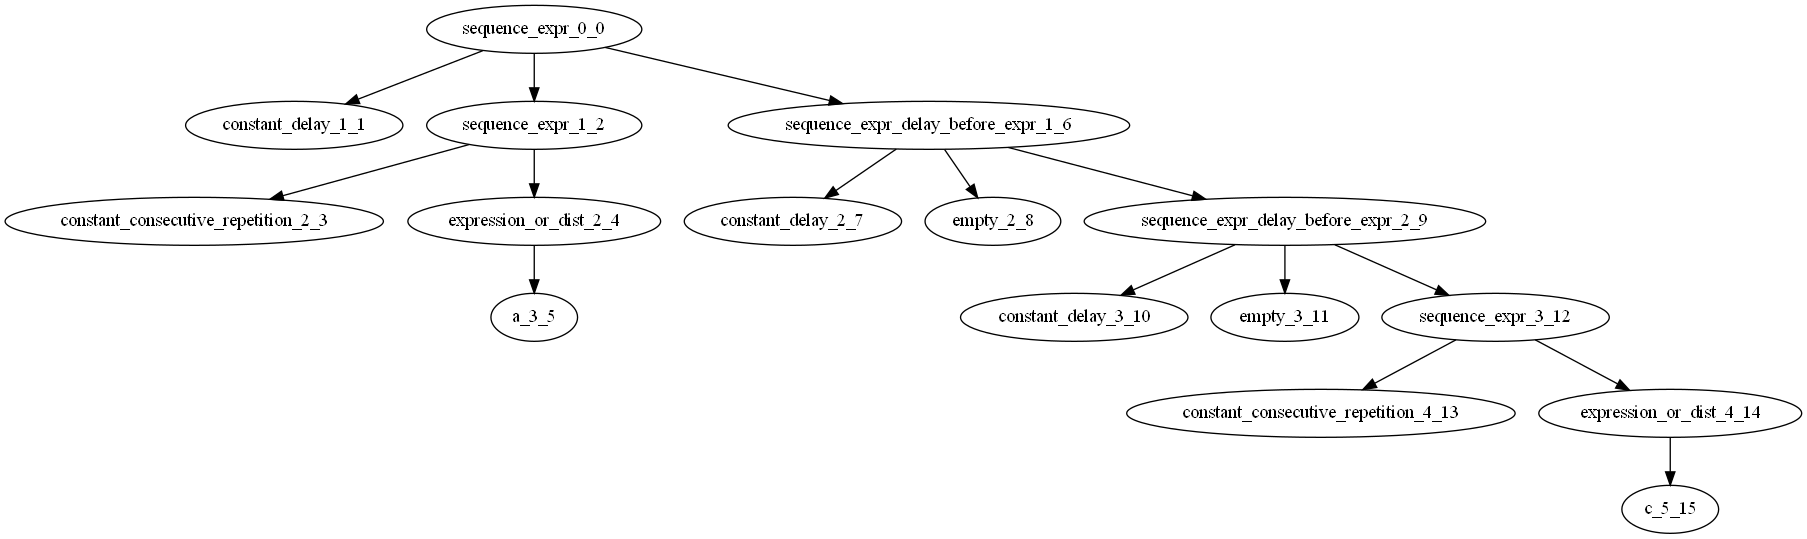 sequence_expr_0_0
constant_delay_1_1
sequence_expr_1_2
sequence_expr_delay_before_expr_1_6
constant_consecutive_repetition_2_3
expression_or_dist_2_4
constant_delay_2_7
empty_2_8
sequence_expr_delay_before_expr_2_9
a_3_5
constant_delay_3_10
empty_3_11
sequence_expr_3_12
constant_consecutive_repetition_4_13
expression_or_dist_4_14
c_5_15